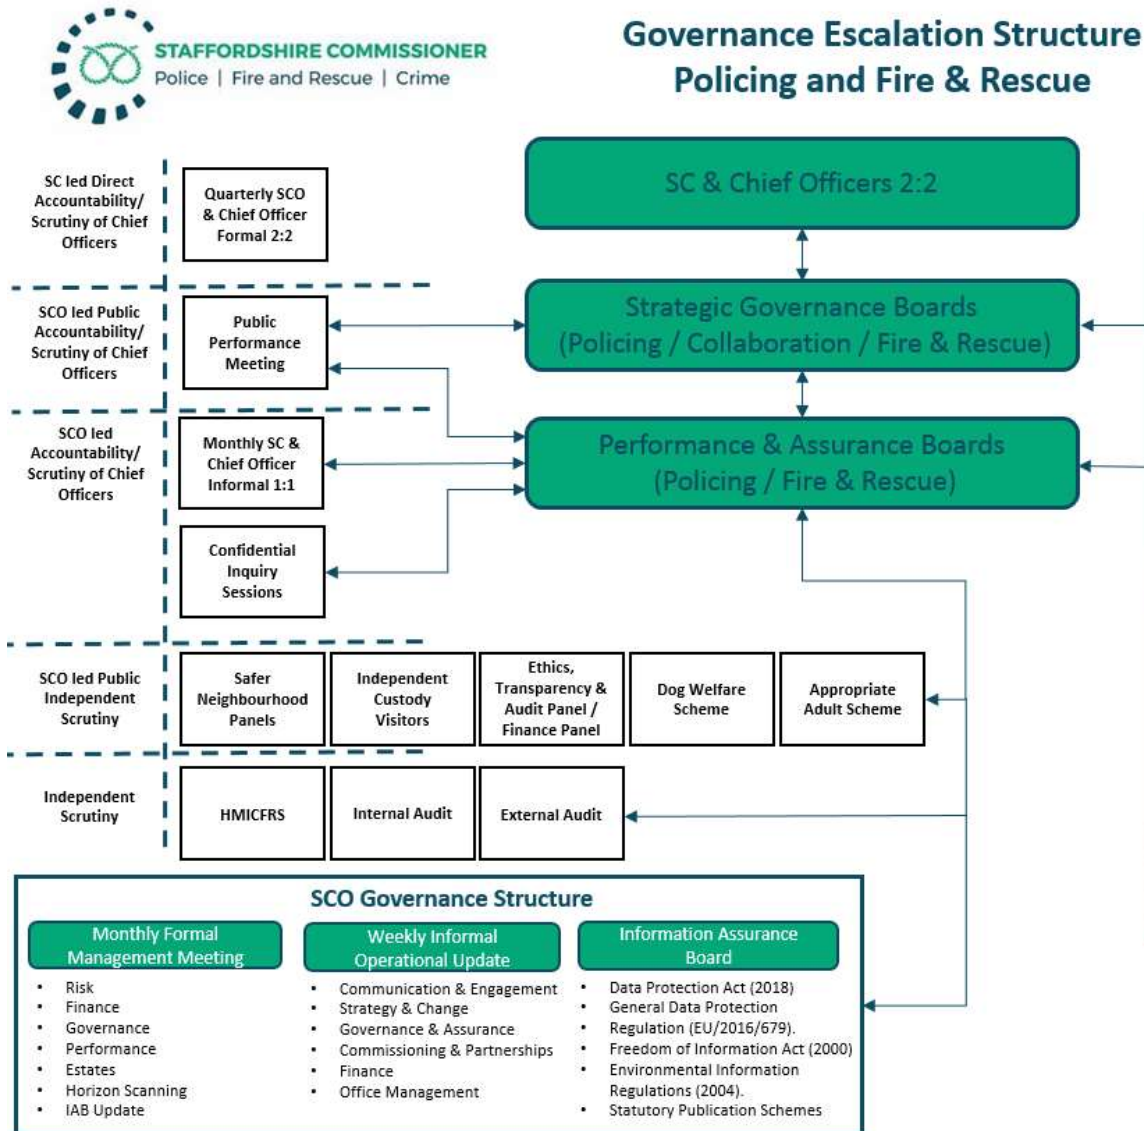 STAFFORDSHIRE COMMISSIONER
Police | Fire and Rescue | Crime
Governance Escalation Structure
Policing and Fire & Rescue
SC led Direct
Accountability/
Scrutiny of Chief
Officers
Quarterly SCO
& Chief Officer
Formal 2:2
SC & Chief Officers 2:2
SCO led Public
Accountability/
Scrutiny of Chief
Officers
Public
Performance
Meeting
Strategic Governance Boards
(Policing / Collaboration / Fire & Rescue)
SCO led
Accountability/
Scrutiny of Chief
Officers
Monthly SC &
Chief Officer
Informal 1:1
Performance & Assurance Boards
(Policing / Fire & Rescue)
Confidential
Inquiry
Sessions
SCO led Public
Independent
Scrutiny
Safer
Neighbourhood
Panels
Independent
Custody
Visitors
Ethics,
Transparency &
Audit Panel /
Finance Panel
Dog Welfare
Scheme
Appropriate
Adult Scheme
Independent
Scrutiny
HMICFRS
Internal Audit
External Audit
SCO Governance Structure
Monthly Formal
Management Meeting
• Risk
• Finance
• Governance
• Performance
• Estates
• Horizon Scanning
• IAB Update
Weekly Informal
Operational Update
• Communication & Engagement
• Strategy & Change
• Governance & Assurance
• Commissioning & Partnerships
• Finance
• Office Management
Information Assurance
Board
• Data Protection Act (2018)
• General Data Protection
Regulation (EU/2016/679).
• Freedom of Information Act (2000)
• Environmental Information
Regulations (2004).
• Statutory Publication Schemes